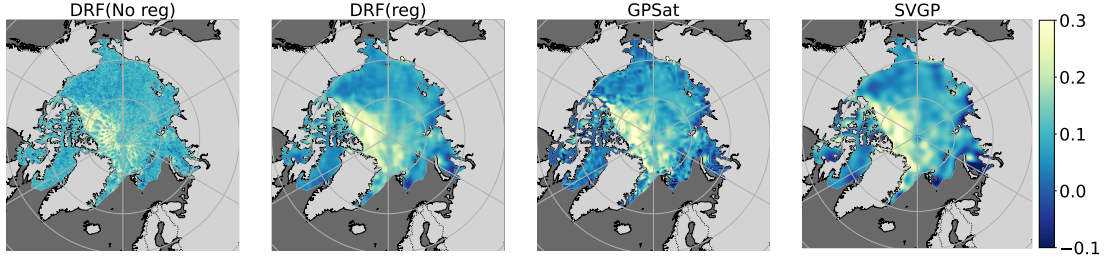 DRF(No reg)
DRF(reg)
GPSat
SVGP
0.3
0.2
0.1
0.0
−0.1